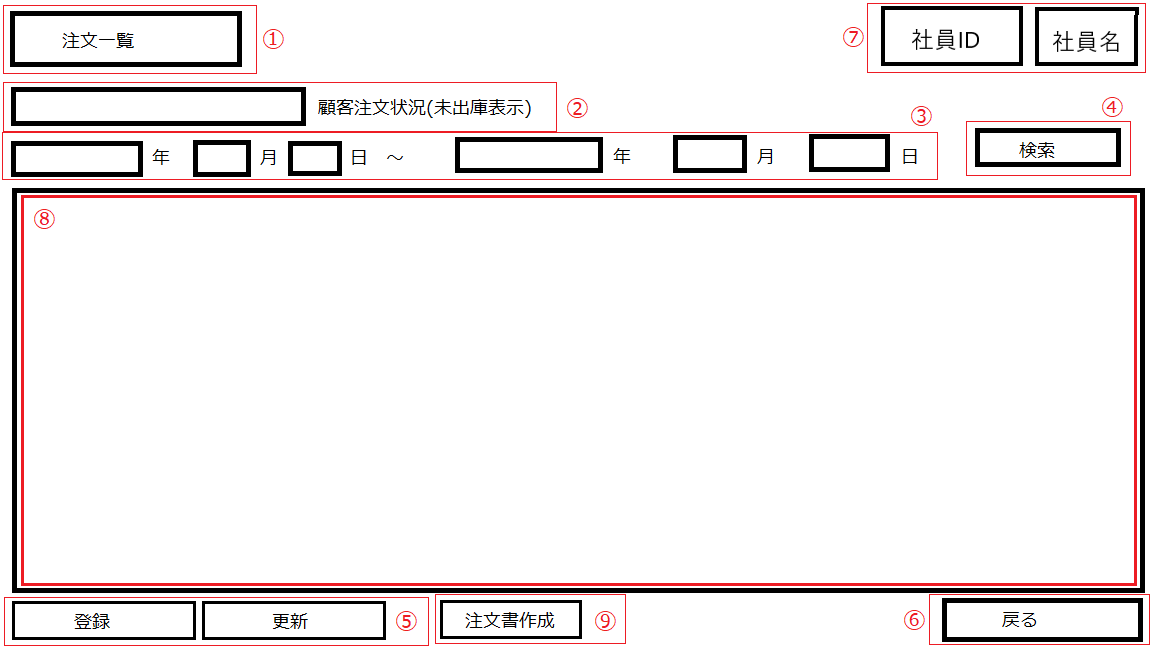 注文一覧 ① ⑦ 社員ID 社員名
顧客注文状況(未出庫表示) ②
年 月 日 ～ 年 月 日 ③
検索 ④
⑧
登録 更新 ⑤ 注文書作成 ⑨ ⑥ 戻る